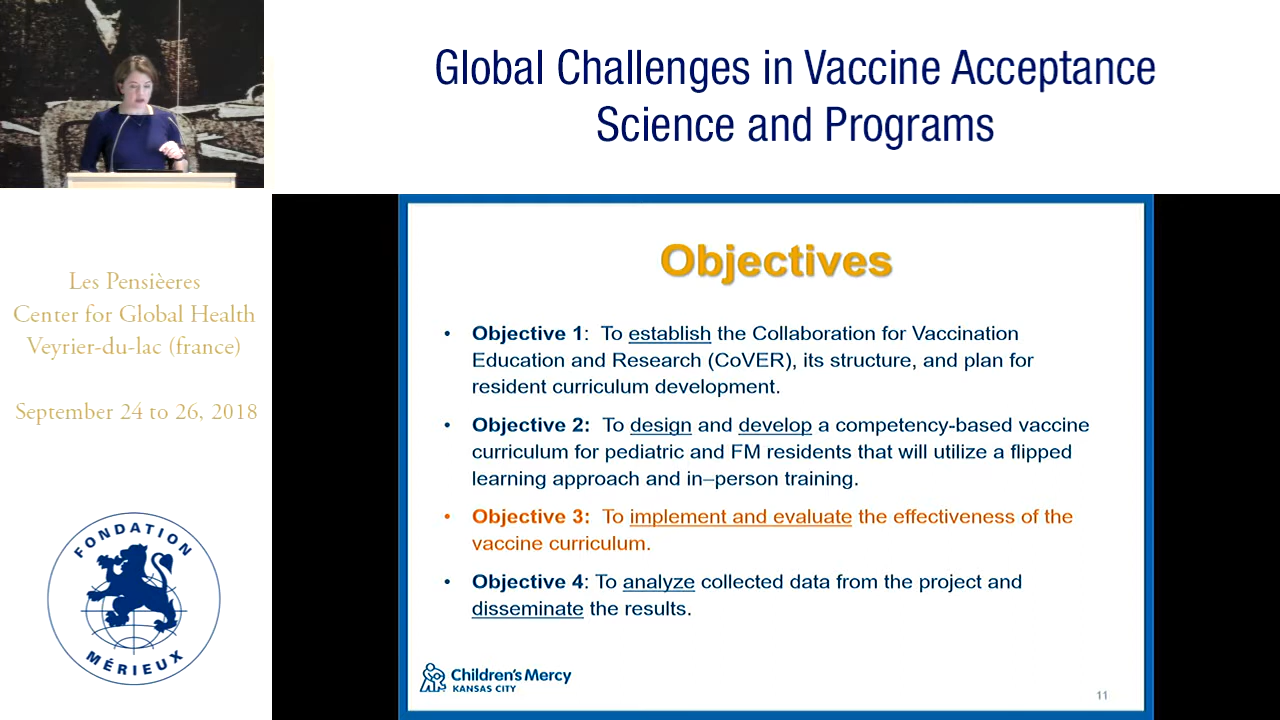 Global Challenges in Vaccine Acceptance
Science and Programs
Les Pensièeres
Center for Global Health
Veyrier-du-lac (france)
September 24 to 26, 2018
FONDATION
MÉRIEUX
Objectives
• Objective 1: To establish the Collaboration for Vaccination
Education and Research (CoVER), its structure, and plan for
resident curriculum development.
• Objective 2: To design and develop a competency-based vaccine
curriculum for pediatric and FM residents that will utilize a flipped
learning approach and in–person training.
• Objective 3: To implement and evaluate the effectiveness of the
vaccine curriculum.
• Objective 4: To analyze collected data from the project and
disseminate the results.
Children's Mercy
KANSAS CITY
11